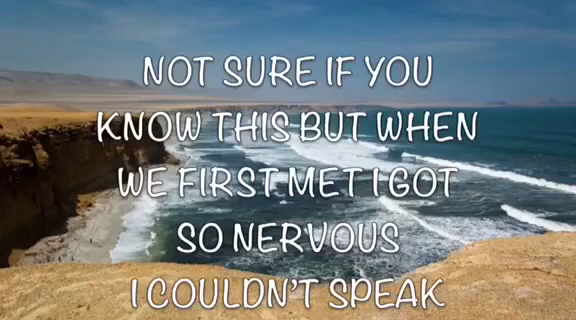 NOT SURE IF YOU
KNOW THIS BUT WHEN
WE FIRST MET I GOT
SO NERVOUS
I COULDN'T SPEAK